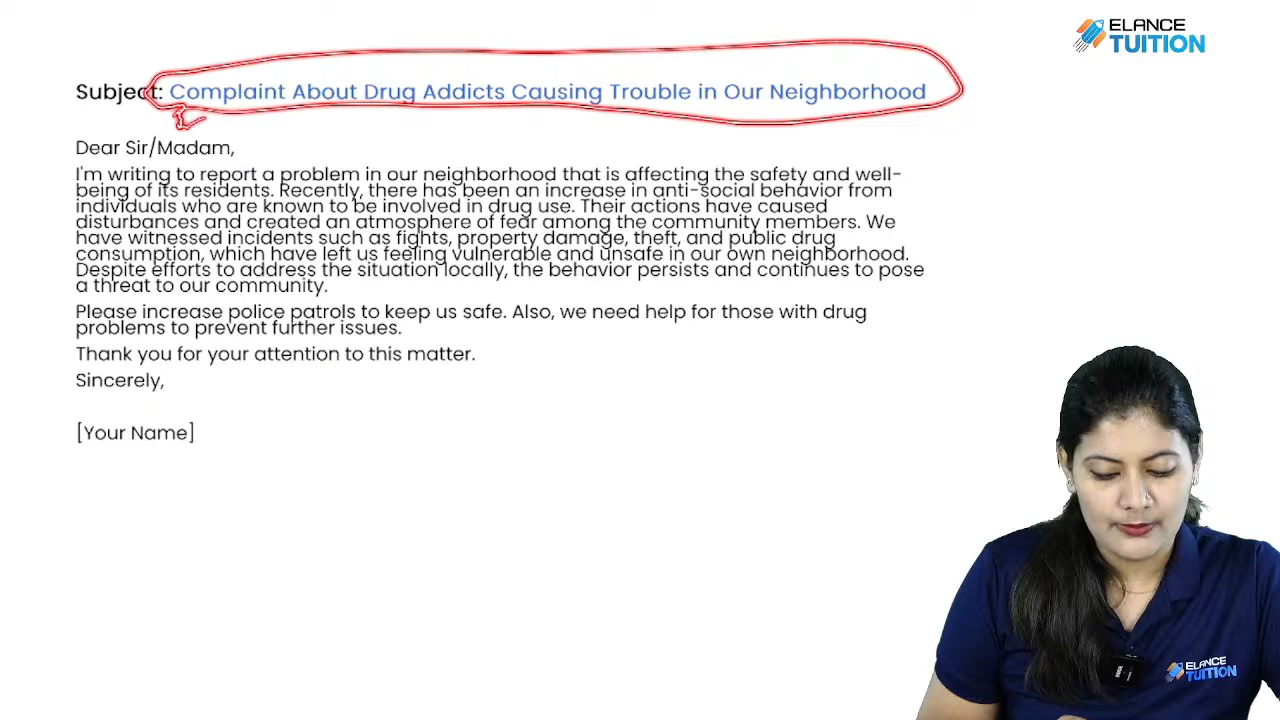 ELANCE
TUITION
Subject: Complaint About Drug Addicts Causing Trouble in Our Neighborhood
Dear Sir/Madam,
I'm writing to report a problem in our neighborhood that is affecting the safety and well-
being of its residents. Recently, there has been an increase in anti-social behavior from
individuals who are known to be involved in drug use. Their actions have caused
disturbances and created an atmosphere of fear among the community members. We
have witnessed incidents such as fights, property damage, theft, and public drug
consumption, which have left us feeling vulnerable and unsafe in our own neighborhood.
Despite efforts to address the situation locally, the behavior persists and continues to pose
a threat to our community.
Please increase police patrols to keep us safe. Also, we need help for those with drug
problems to prevent further issues.
Thank you for your attention to this matter.
Sincerely,
[Your Name]
ELANCE
TUITION